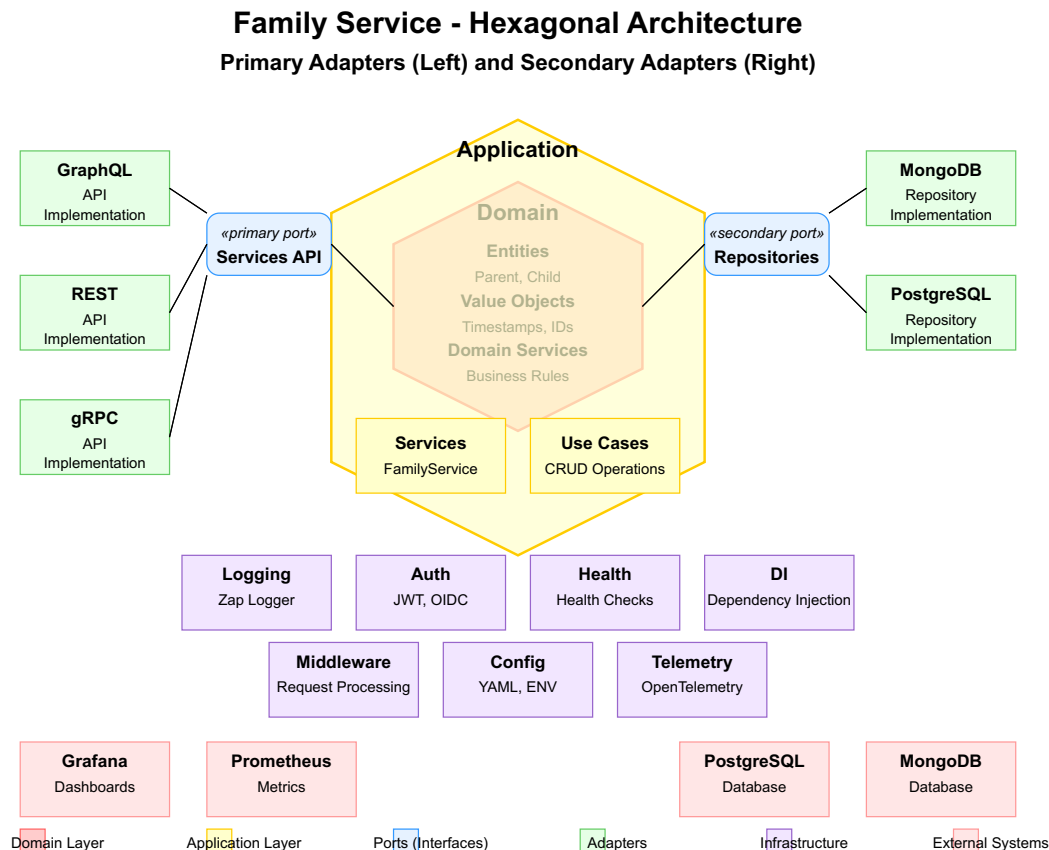 Family Service - Hexagonal Architecture
Primary Adapters (Left) and Secondary Adapters (Right)
Application
GraphQL
API
Implementation
«primary port»
Services API
REST
API
Implementation
gRPC
API
Implementation
Domain
Entities
Parent, Child
Value Objects
Timestamps, IDs
Domain Services
Business Rules
«secondary port»
Repositories
MongoDB
Repository
Implementation
PostgreSQL
Repository
Implementation
Services
FamilyService
Use Cases
CRUD Operations
Logging
Zap Logger
Auth
JWT, OIDC
Health
Health Checks
DI
Dependency Injection
Middleware
Request Processing
Config
YAML, ENV
Telemetry
OpenTelemetry
Grafana
Dashboards
Prometheus
Metrics
PostgreSQL
Database
MongoDB
Database
Domain Layer
Application Layer
Ports (Interfaces)
Adapters
Infrastructure
External Systems